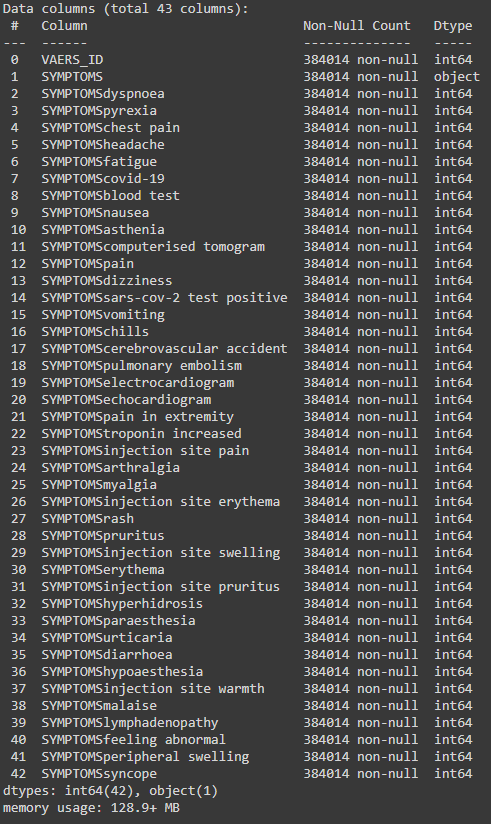 Data columns (total 43 columns):
 #   Column                          Non-Null Count   Dtype
---  ------                          --------------   -----
 0   VAERS_ID                        384014 non-null  int64
 1   SYMPTOMS                        384014 non-null  object
 2   SYMPTOMSdyspnoea                384014 non-null  int64
 3   SYMPTOMSpyrexia                 384014 non-null  int64
 4   SYMPTOMSchest pain              384014 non-null  int64
 5   SYMPTOMSheadache                384014 non-null  int64
 6   SYMPTOMSfatigue                 384014 non-null  int64
 7   SYMPTOMScovid-19                384014 non-null  int64
 8   SYMPTOMSblood test              384014 non-null  int64
 9   SYMPTOMSnausea                  384014 non-null  int64
 10  SYMPTOMSasthenia                384014 non-null  int64
 11  SYMPTOMScomputerised tomogram   384014 non-null  int64
 12  SYMPTOMSpain                    384014 non-null  int64
 13  SYMPTOMSdizziness               384014 non-null  int64
 14  SYMPTOMSsars-cov-2 test positive  384014 non-null  int64
 15  SYMPTOMSvomiting                384014 non-null  int64
 16  SYMPTOMSchills                  384014 non-null  int64
 17  SYMPTOMScerebrovascular accident  384014 non-null  int64
 18  SYMPTOMSpulmonary embolism      384014 non-null  int64
 19  SYMPTOMSelectrocardiogram       384014 non-null  int64
 20  SYMPTOMSechocardiogram          384014 non-null  int64
 21  SYMPTOMSpain in extremity       384014 non-null  int64
 22  SYMPTOMStroponin increased      384014 non-null  int64
 23  SYMPTOMSinjection site pain     384014 non-null  int64
 24  SYMPTOMSarthralgia              384014 non-null  int64
 25  SYMPTOMSmyalgia                 384014 non-null  int64
 26  SYMPTOMSinjection site erythema  384014 non-null  int64
 27  SYMPTOMSrash                    384014 non-null  int64
 28  SYMPTOMSpruritus                384014 non-null  int64
 29  SYMPTOMSinjection site swelling  384014 non-null  int64
 30  SYMPTOMSerythema                384014 non-null  int64
 31  SYMPTOMSinjection site pruritus  384014 non-null  int64
 32  SYMPTOMShyperhidrosis           384014 non-null  int64
 33  SYMPTOMSparaesthesia            384014 non-null  int64
 34  SYMPTOMSurticaria               384014 non-null  int64
 35  SYMPTOMSdiarrhoea               384014 non-null  int64
 36  SYMPTOMShypoaesthesia           384014 non-null  int64
 37  SYMPTOMSinjection site warmth   384014 non-null  int64
 38  SYMPTOMSmalaise                 384014 non-null  int64
 39  SYMPTOMSlymphadenopathy         384014 non-null  int64
 40  SYMPTOMSfeeling abnormal        384014 non-null  int64
 41  SYMPTOMSperipheral swelling     384014 non-null  int64
 42  SYMPTOMSsyncope                 384014 non-null  int64
dtypes: int64(42), object(1)
memory usage: 128.9+ MB